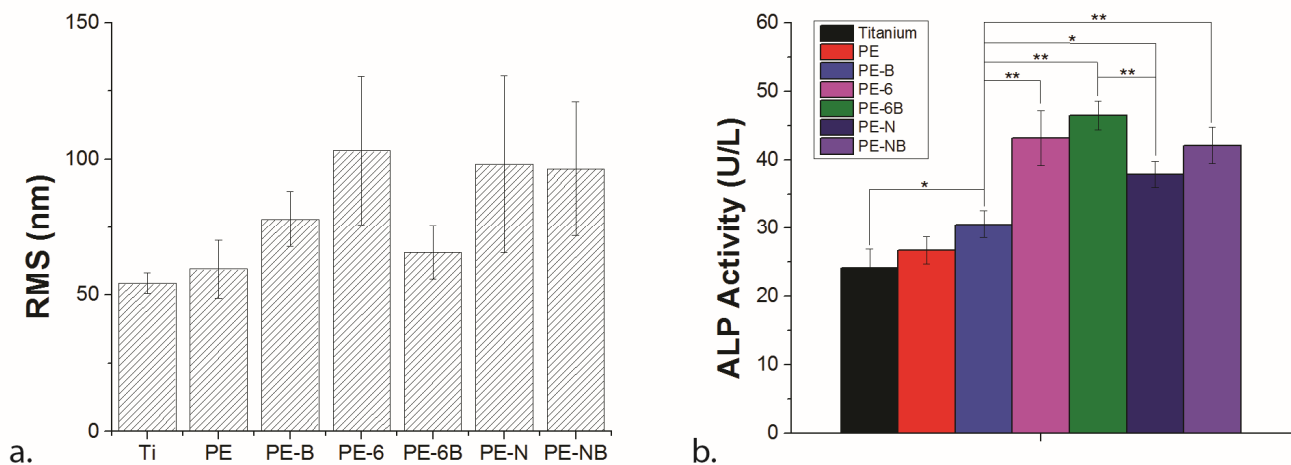 RMS (nm)
150
100
50
0
Ti PE PE-B PE-6 PE-6B PE-N PE-NB
a.
ALP Activity (U/L)
60
50
40
30
20
10
0
Titanium
PE
PE-B
PE-6
PE-6B
PE-N
PE-NB
**
*
**
** **
*
b.